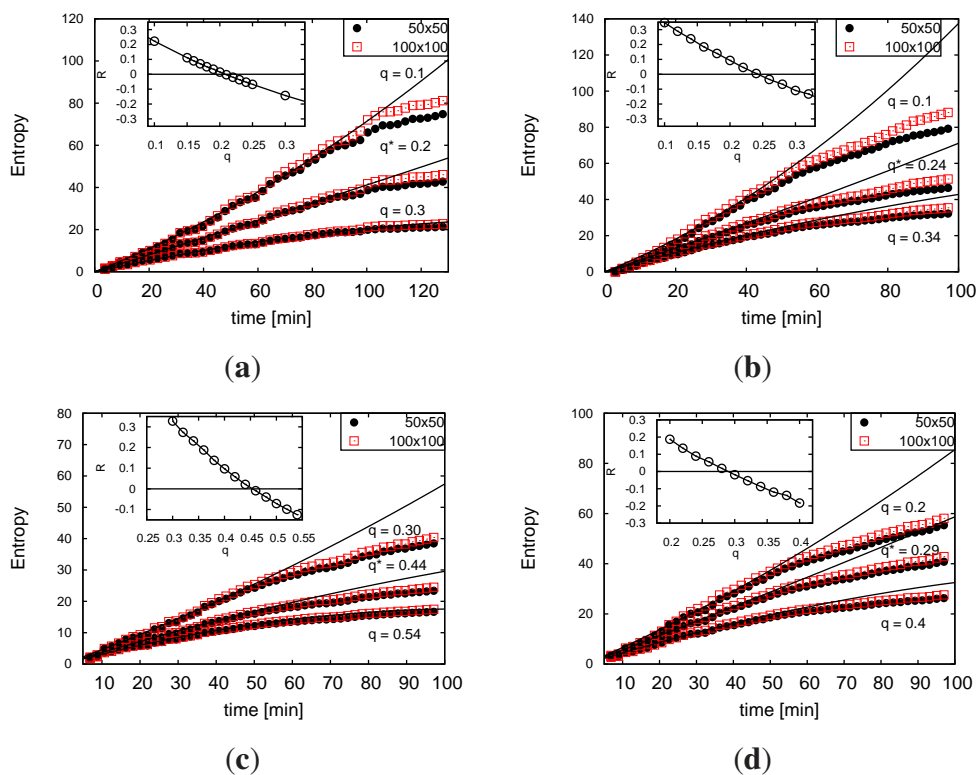 120
100
80
60
40
20
0
0 20 40 60 80 100 120
Entropy
time [min]
50x50
100x100
q = 0.1
q* = 0.2
q = 0.3
0.3
0.2
0.1
0
-0.1
-0.2
-0.3
0.1 0.15 0.2 0.25 0.3
R
q
(a)
140
120
100
80
60
40
20
0
0 20 40 60 80 100
Entropy
time [min]
50x50
100x100
q = 0.1
q* = 0.24
q = 0.34
0.3
0.2
0.1
0
-0.1
-0.2
-0.3
0.1 0.15 0.2 0.25 0.3
R
q
(b)
80
70
60
50
40
30
20
10
0
10 20 30 40 50 60 70 80 90 100
Entropy
time [min]
50x50
100x100
q = 0.30
q* = 0.44
q = 0.54
0.3
0.2
0.1
0
-0.1
0.25 0.3 0.35 0.4 0.45 0.5 0.55
R
q
(c)
100
80
60
40
20
0
10 20 30 40 50 60 70 80 90 100
Entropy
time [min]
50x50
100x100
q = 0.2
q* = 0.29
q = 0.4
0.3
0.2
0.1
0
-0.1
-0.2
-0.3
0.2 0.25 0.3 0.35 0.4
R
q
(d)